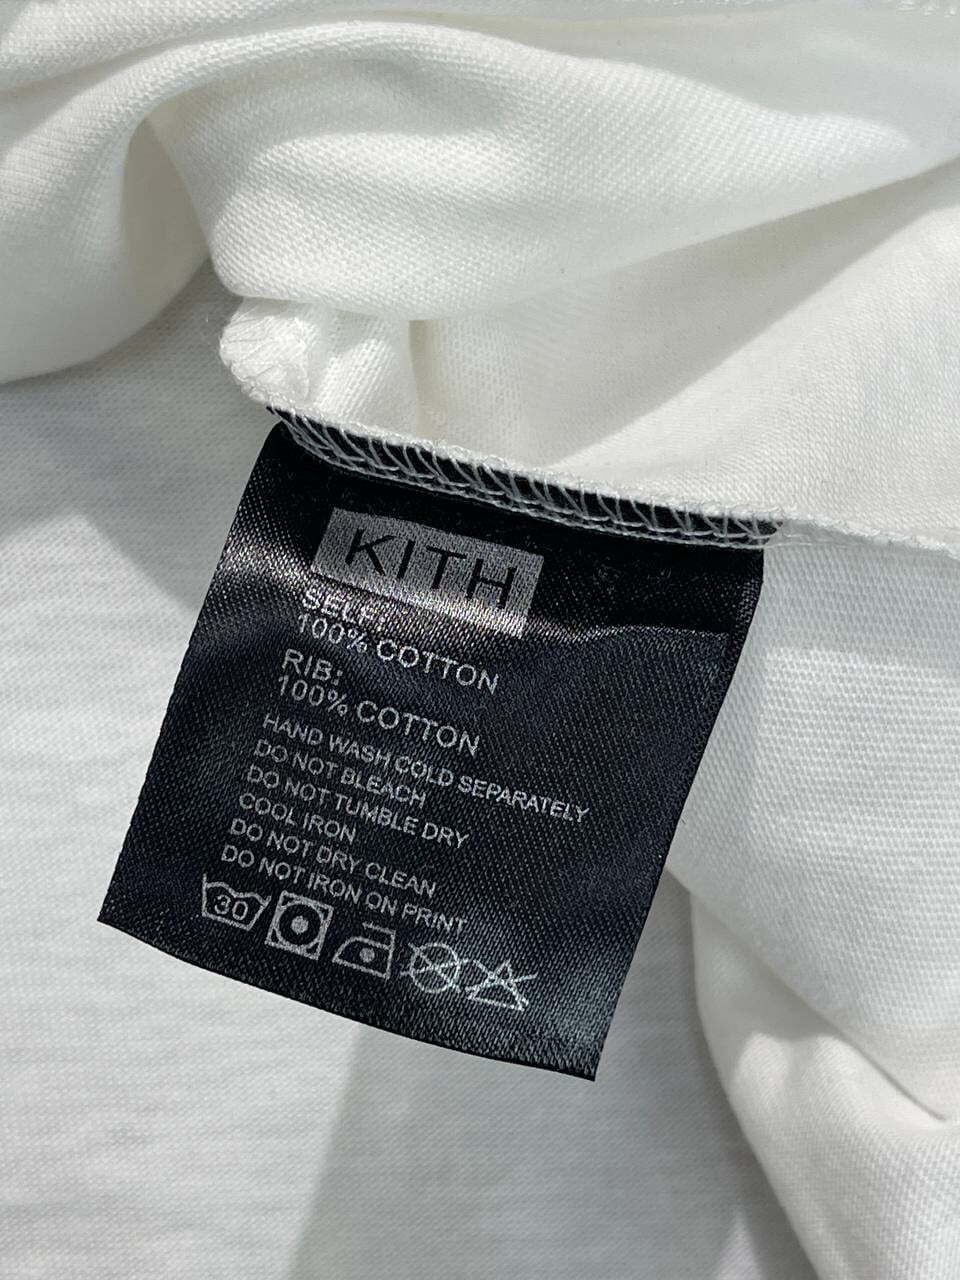 KITH
SELF:
100% COTTON
RIB:
100% COTTON
HAND WASH COLD SEPARATELY
DO NOT BLEACH
DO NOT TUMBLE DRY
COOL IRON
DO NOT DRY CLEAN
DO NOT IRON ON PRINT
30